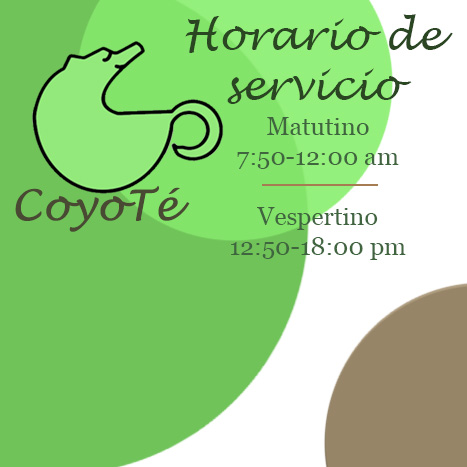 Horario de
servicio
Matutino
7:50-12:00 am
Vespertino
12:50-18:00 pm
CoyoTé